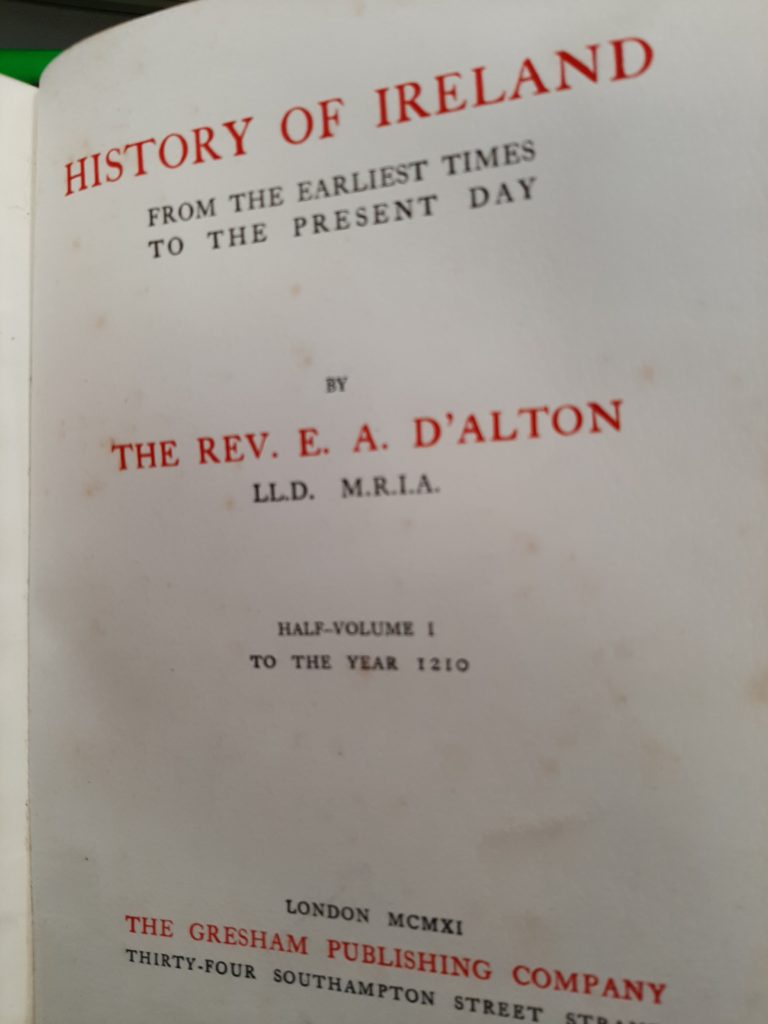 HISTORY OF IRELAND
FROM THE EARLIEST TIMES
TO THE PRESENT DAY
BY
THE REV. E. A. D'ALTON
LL.D. M.R.I.A.
HALF-VOLUME I
TO THE YEAR 1210
LONDON MCMXI
THE GRESHAM PUBLISHING COMPANY
THIRTY-FOUR SOUTHAMPTON STREET